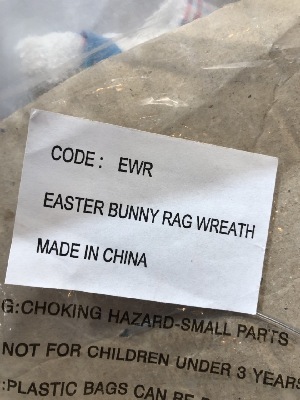 CODE: EWR
EASTER BUNNY RAG WREATH
MADE IN CHINA
G:CHOKING HAZARD-SMALL PARTS
NOT FOR CHILDREN UNDER 3 YEARS
:PLASTIC BAGS CAN BE